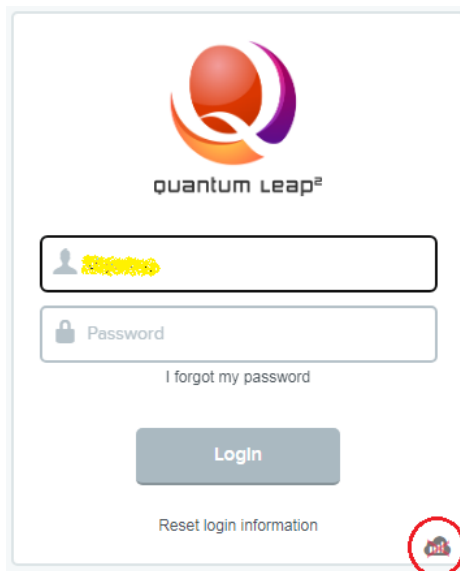 Quantum Leap²
Password
I forgot my password
Login
Reset login information